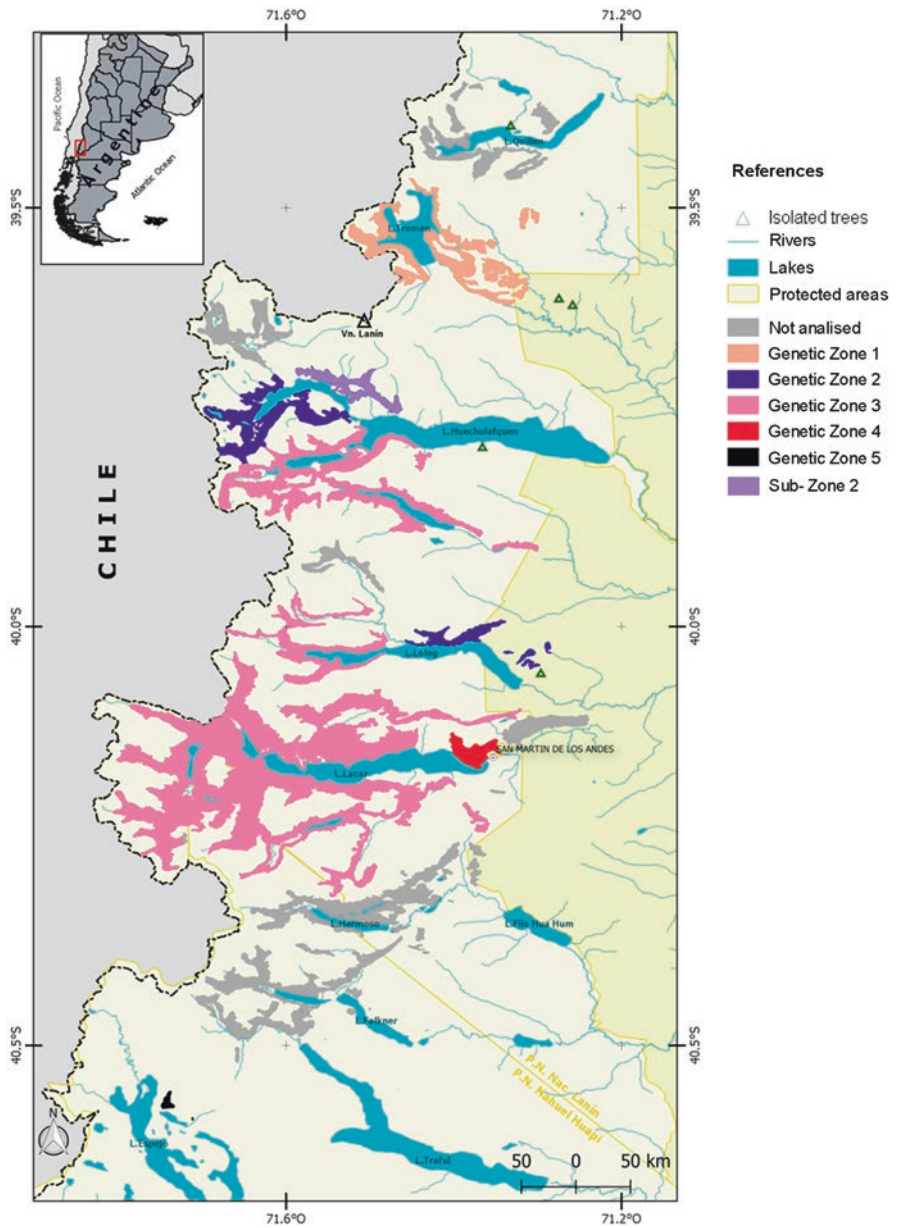 71.6°O
71.2°O
Pacific Ocean
Argentina
Atlantic Ocean
L.Quillen
39.5°S
39.5°S
L.Tromen
Vn. Lanin
L.Huechulafquen
CHILE
40.0°S
40.0°S
L.Lolog
SAN MARTIN DE LOS ANDES
L.Lacar
L.Hermoso
L.Filo Hua Hum
L.Falkner
40.5°S
40.5°S
P.N. Nac. Lanin
P.N. Nahuel Huapi
N
L.Espejo
L.Traful
50 0 50 km
71.6°O
71.2°O
References
Isolated trees
Rivers
Lakes
Protected areas
Not analised
Genetic Zone 1
Genetic Zone 2
Genetic Zone 3
Genetic Zone 4
Genetic Zone 5
Sub- Zone 2